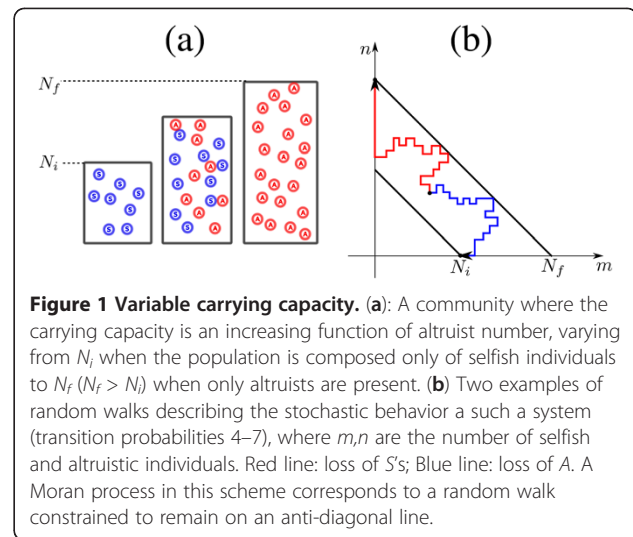 (a)
(b)
N_f
N_i
n
S S S S S S S S
A A S S S A S S A A S S A S A A S A
A A A A A A A A A A A A A A A A A A
N_i
N_f
m
Figure 1 Variable carrying capacity. (a): A community where the
carrying capacity is an increasing function of altruist number, varying
from N_i when the population is composed only of selfish individuals
to N_f (N_f > N_i) when only altruists are present. (b) Two examples of
random walks describing the stochastic behavior a such a system
(transition probabilities 4–7), where m,n are the number of selfish
and altruistic individuals. Red line: loss of S's; Blue line: loss of A. A
Moran process in this scheme corresponds to a random walk
constrained to remain on an anti-diagonal line.